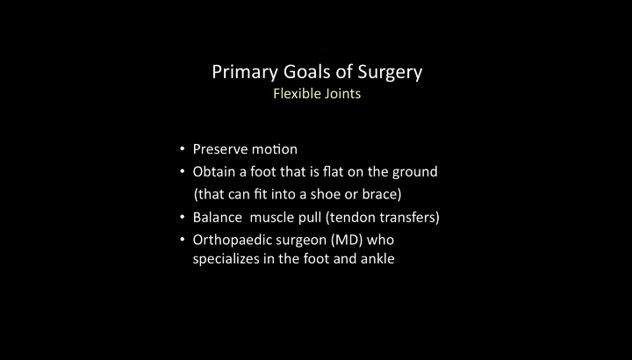 Primary Goals of Surgery
Flexible Joints
• Preserve motion
• Obtain a foot that is flat on the ground
(that can fit into a shoe or brace)
• Balance  muscle pull (tendon transfers)
• Orthopaedic surgeon (MD) who
specializes in the foot and ankle